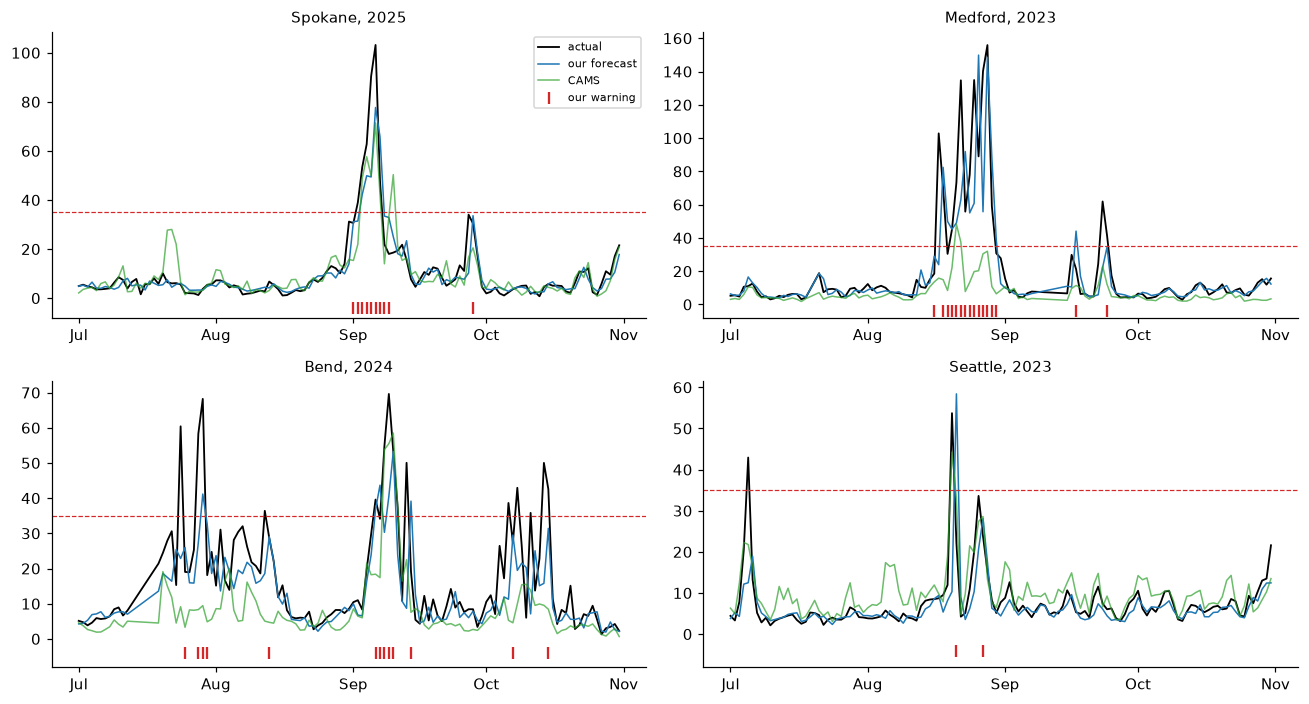 Spokane, 2025
100
80
60
40
20
0
Jul
Aug
Sep
Oct
Nov
actual
our forecast
CAMS
our warning
Medford, 2023
160
140
120
100
80
60
40
20
0
Jul
Aug
Sep
Oct
Nov
Bend, 2024
70
60
50
40
30
20
10
0
Jul
Aug
Sep
Oct
Nov
Seattle, 2023
60
50
40
30
20
10
0
Jul
Aug
Sep
Oct
Nov